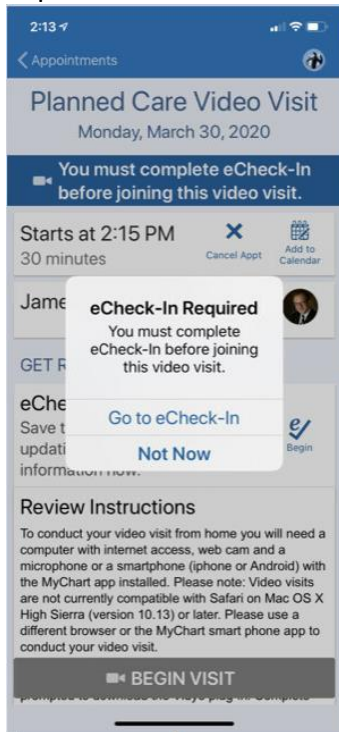 2:13
Appointments
Planned Care Video Visit
Monday, March 30, 2020
You must complete eCheck-In
before joining this video visit.
Starts at 2:15 PM
30 minutes
Cancel Appt
Add to
Calendar
Jame
eCheck-In Required
You must complete
eCheck-In before joining
this video visit.
Go to eCheck-In
Not Now
GET R
eChe
Save t
updati
information now.
Begin
Review Instructions
To conduct your video visit from home you will need a
computer with internet access, web cam and a
microphone or a smartphone (iphone or Android) with
the MyChart app installed. Please note: Video visits
are not currently compatible with Safari on Mac OS X
High Sierra (version 10.13) or later. Please use a
different browser or the MyChart smart phone app to
conduct your video visit.
BEGIN VISIT